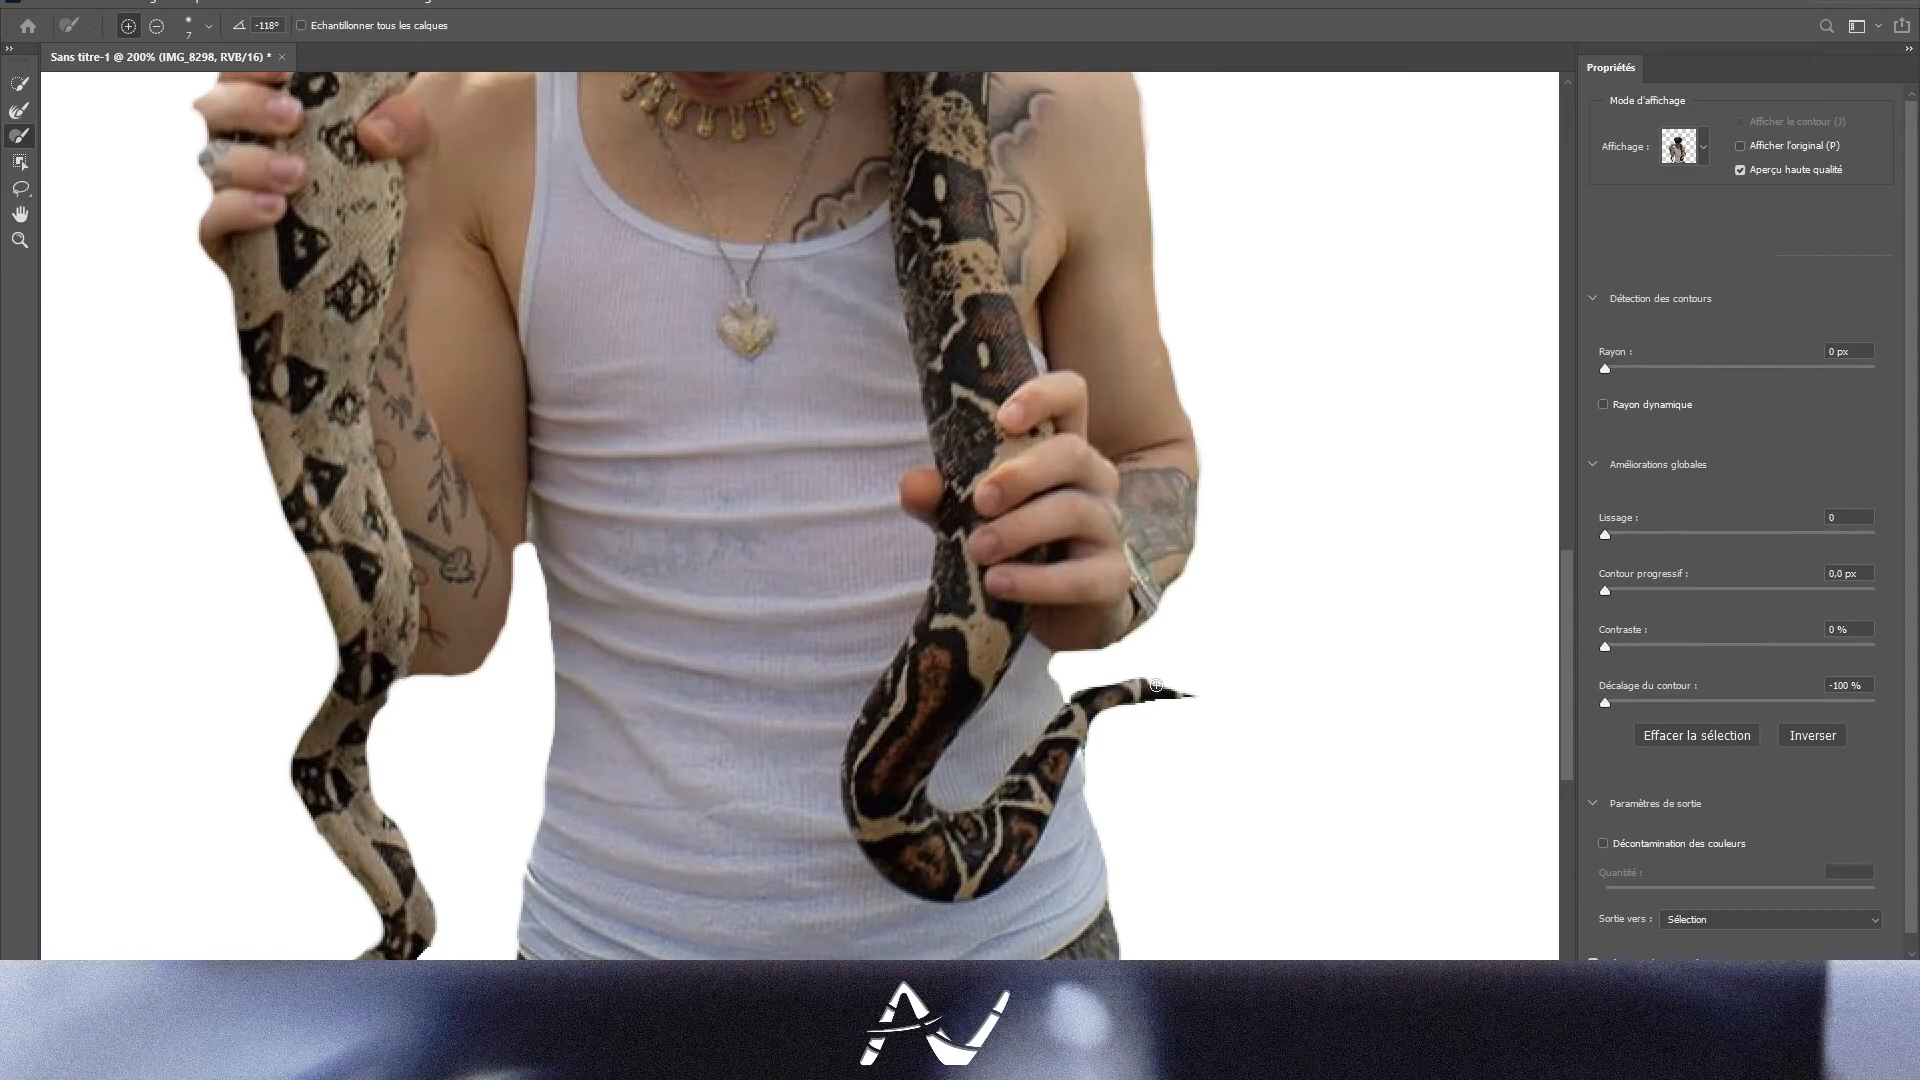 7
-118°
Echantillonner tous les calques
Sans titre-1 @ 200% (IMG_8298, RVB/16) *
Propriétés
Mode d'affichage
Afficher le contour (J)
Affichage :
Afficher l'original (P)
Aperçu haute qualité
Détection des contours
Rayon :
0 px
Rayon dynamique
Améliorations globales
Lissage :
0
Contour progressif :
0,0 px
Contraste :
0 %
Décalage du contour :
-100 %
Effacer la sélection
Inverser
Paramètres de sortie
Décontamination des couleurs
Quantité :
Sortie vers :
Sélection